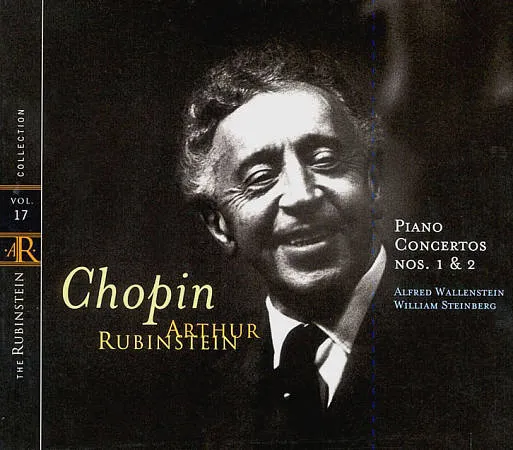 THE RUBINSTEIN COLLECTION
VOL.
17
AR
Chopin
ARTHUR
RUBINSTEIN
PIANO
CONCERTOS
NOS. 1 & 2
ALFRED WALLENSTEIN
WILLIAM STEINBERG